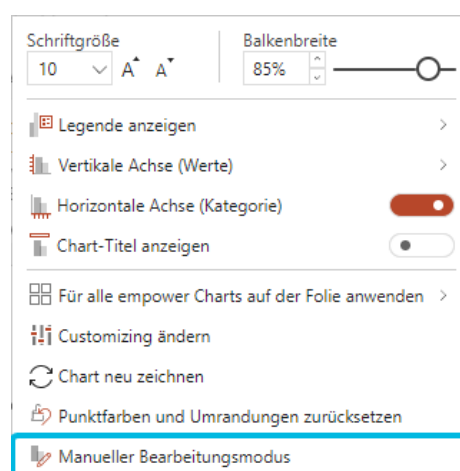 Schriftgröße Balkenbreite
10 A A 85%
Legende anzeigen
Vertikale Achse (Werte)
Horizontale Achse (Kategorie)
Chart-Titel anzeigen
Für alle empower Charts auf der Folie anwenden
Customizing ändern
Chart neu zeichnen
Punktfarben und Umrandungen zurücksetzen
Manueller Bearbeitungsmodus